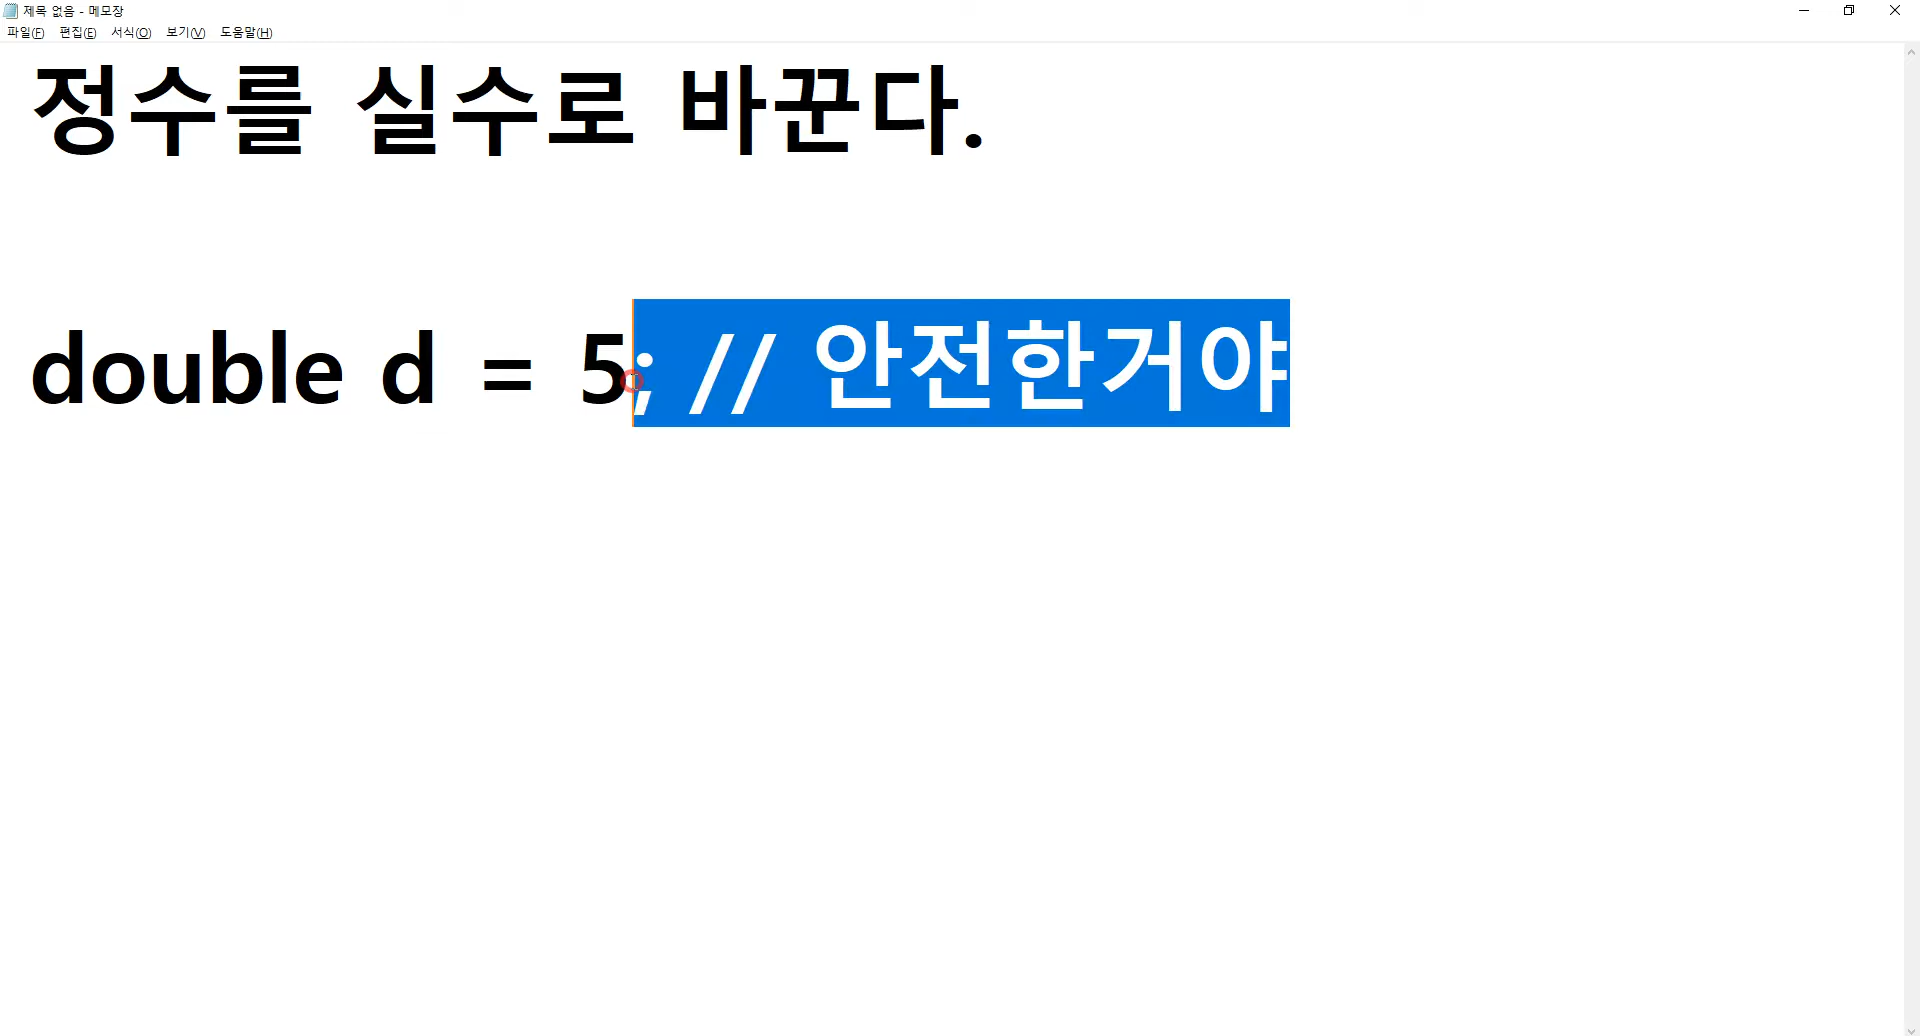 제목 없음 - 메모장
파일(F) 편집(E) 서식(O) 보기(V) 도움말(H)
정수를 실수로 바꾼다.
double d = 5; // 안전한거야